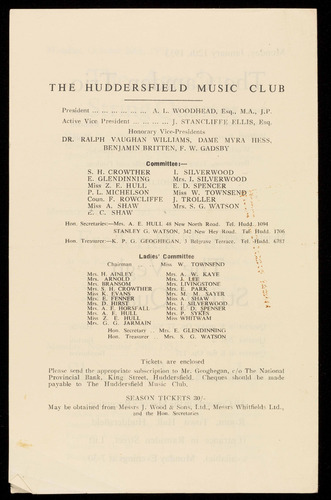 THE HUDDERSFIELD MUSIC CLUB
President ... ... ... ... ... ... A. L. WOODHEAD, Esq., M.A., J.P.
Active Vice President ... ... ... J. STANCLIFFE ELLIS, Esq.
Honorary Vice-Presidents
DR. RALPH VAUGHAN WILLIAMS, DAME MYRA HESS,
BENJAMIN BRITTEN, F. W. GADSBY
Committee:—
S. H. CROWTHER I. SILVERWOOD
E. GLENDINNING Mrs. I. SILVERWOOD
Miss Z. E. HULL E. D. SPENCER
P. L. MICHELSON Miss W. TOWNSEND
Coun. F. ROWCLIFFE J. TROLLER
Miss A. SHAW Mrs. S. G. WATSON
C. SHAW
Hon. Secretaries—Mrs. A. E. HULL 48 New North Road. Tel. Hudd. 1094
STANLEY G. WATSON, 342 New Hey Road. Tel. Hudd. 1706
Hon. Treasurer—K. P. G. GEOGHEGAN, 3 Belgrave Terrace. Tel. Hudd. 6787
Ladies' Committee
Chairman Miss W. TOWNSEND
Mrs. H. AINLEY Mrs. A. W. KAYE
Mrs. ARNOLD Mrs. A. LEE
Mrs. BRANSOM Mrs. LIVINGSTONE
Mrs. S. H. CROWTHER Mrs. E. PARK
Miss K. EVANS Mrs. M. M. SAYER
Mrs. E. FENNER Miss A. SHAW
Mrs. D. HIRST Mrs. I. SILVERWOOD
Mrs. A. E. HORSFALL Mrs. E. D. SPENSER
Mrs. A. E. HULL Mrs. P. SYKES
Miss Z. E. HULL Miss WHITWAM
Mrs. G. G. JARMAIN
Hon. Secretary ... Mrs. E. GLENDINNING
Hon. Treasurer ... Mrs. S. G. WATSON
Tickets are enclosed
Please send the appropriate subscription to Mr. Geoghegan, c/o The National
Provincial Bank, King Street, Huddersfield. Cheques should be made
payable to The Huddersfield Music Club.
SEASON TICKETS 30/-
May be obtained from Messrs J. Wood & Sons, Ltd., Messrs Whitfields Ltd.,
and the Hon. Secretaries